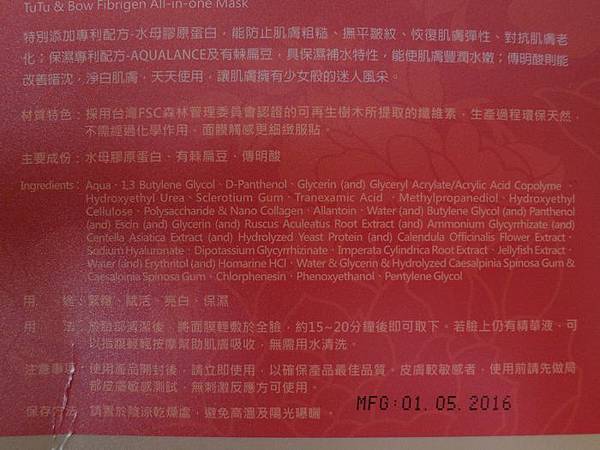 TuTu & Bow Fibrigen All-in-one Mask
特別添加專利配方-水母膠原蛋白，能防止肌膚粗糙、撫平皺紋、恢復肌膚彈性、對抗肌膚老
化；保濕專利配方-AQUALANCE及有棘扁豆，具保濕補水特性，能使肌膚豐潤水嫩；傳明酸則能
改善循沈，淨白肌膚，天天使用，讓肌膚擁有少女般的迷人風采。
材質特色：採用台灣FSC森林管理委員會認證的可再生樹木所提取的纖維素，生產過程環保天然，
不需經過化學作用，面膜觸感更細緻服貼。
主要成份：水母膠原蛋白、有棘扁豆、傳明酸
Ingredients：Aqua、1,3 Butylene Glycol、D-Panthenol、Glycerin (and) Glyceryl Acrylate/Acrylic Acid Copolyme、
Hydroxyethyl Urea、Sclerotium Gum、Tranexamic Acid、Methylpropanediol、Hydroxyethyl
Cellulose、Polysacchande & Nano Collagen、Allantoin、Water (and) Butylene Glycol (and) Panthenol
(and) Escin (and) Glycerin (and) Ruscus Aculeatus Root Extract (and) Ammonium Glycyrrhizate (and)
Centella Asiatica Extract (and) Hydrolyzed Yeast Protein (and) Calendula Officinalis Flower Extract、
Sodium Hyaluronate、Dipotassium Glycyrrhizinate、Imperata Cylindrica Root Extract、Jellyfish Extract、
Water (and) Erythritol (and) Homarine HCl、Water & Glycerin & Hydrolyzed Caesalpinia Spinosa Gum &
Caesaloinia Spinosa Gum、Chlorphenesin、Phenoxyethanol、Pentylene Glycol
用　　途：緊緻、賦活、亮白、保濕
用　　法：於臉部清潔後，將面膜輕敷於全臉，約15~20分鐘後即可取下。若臉上仍有精華液，可
以指腹輕輕按摩幫助肌膚吸收，無需用水清洗。
注意事項：使用產品開封後，請立即使用，以確保產品最佳品質。皮膚較敏感者，使用前請先做局
部皮膚敏感測試，無刺激反應方可使用。
保存方法：請置於陰涼乾燥處，避免高溫及陽光曝曬。
MFG:01.05.2016